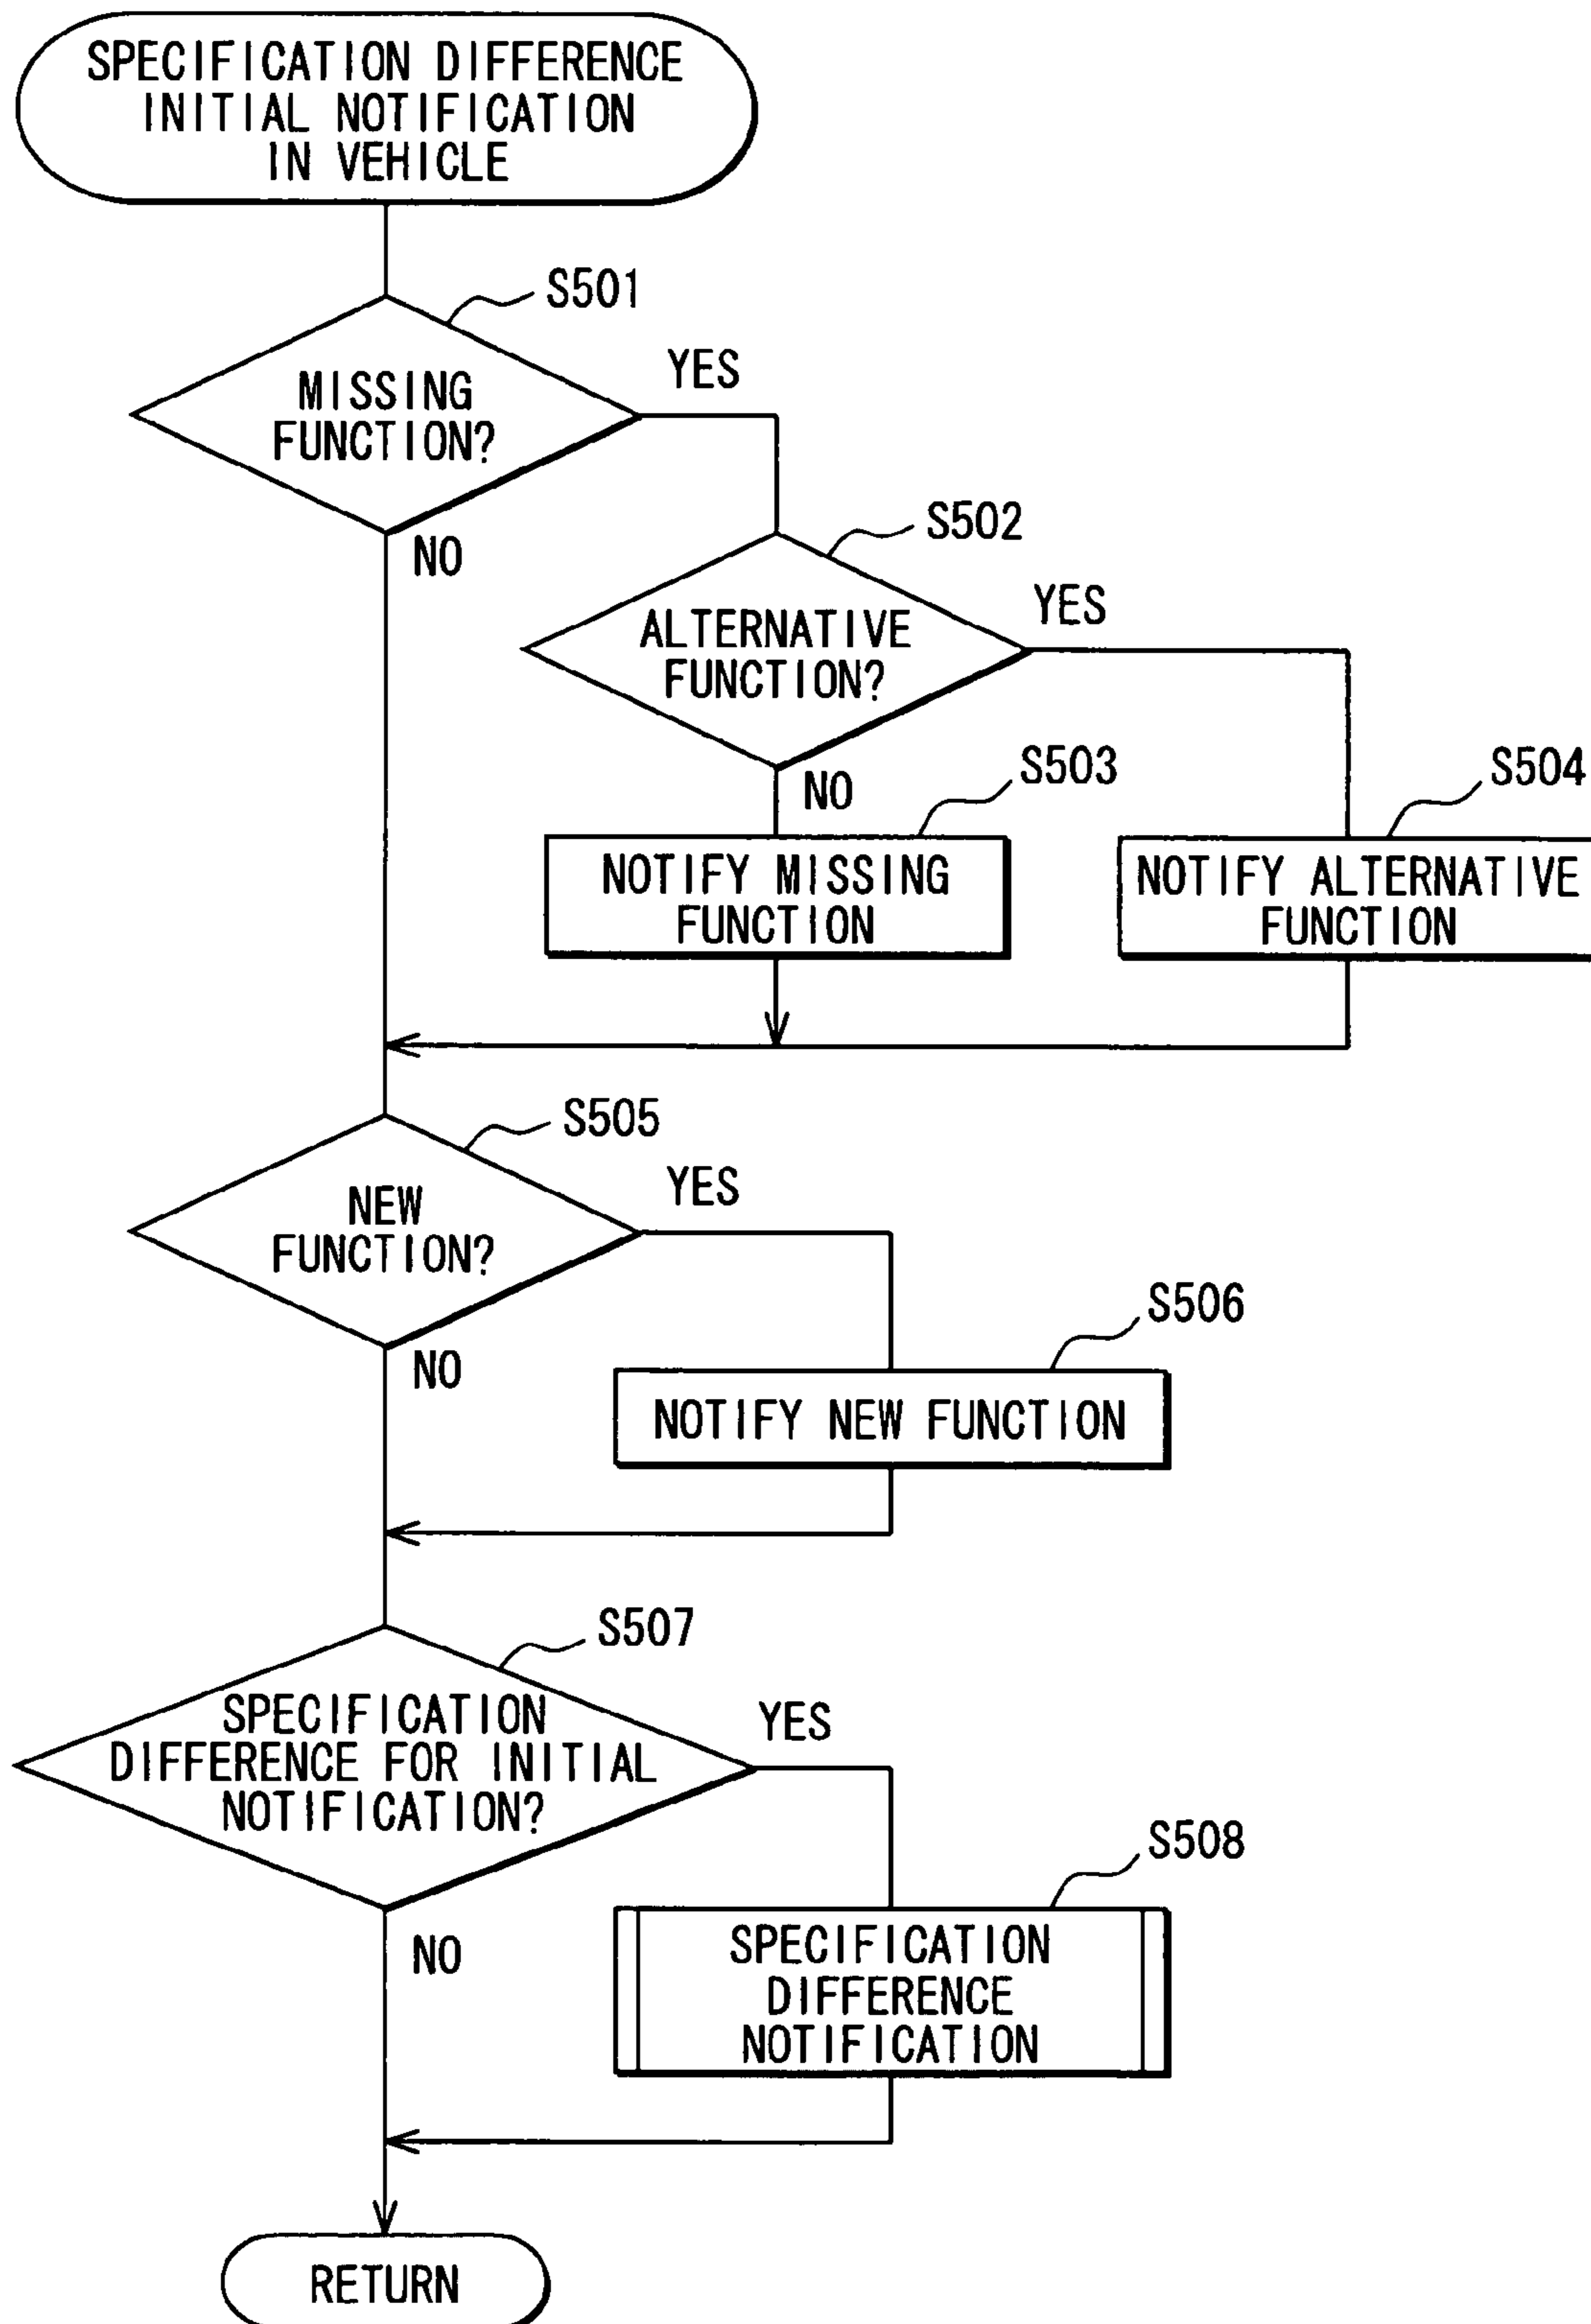 SPECIFICATION DIFFERENCE
INITIAL NOTIFICATION
IN VEHICLE
S501
MISSING
FUNCTION?
YES
NO
S502
ALTERNATIVE
FUNCTION?
YES
NO
S503
NOTIFY MISSING
FUNCTION
S504
NOTIFY ALTERNATIVE
FUNCTION
S505
NEW
FUNCTION?
YES
NO
S506
NOTIFY NEW FUNCTION
S507
SPECIFICATION
DIFFERENCE FOR INITIAL
NOTIFICATION?
YES
NO
S508
SPECIFICATION
DIFFERENCE
NOTIFICATION
RETURN